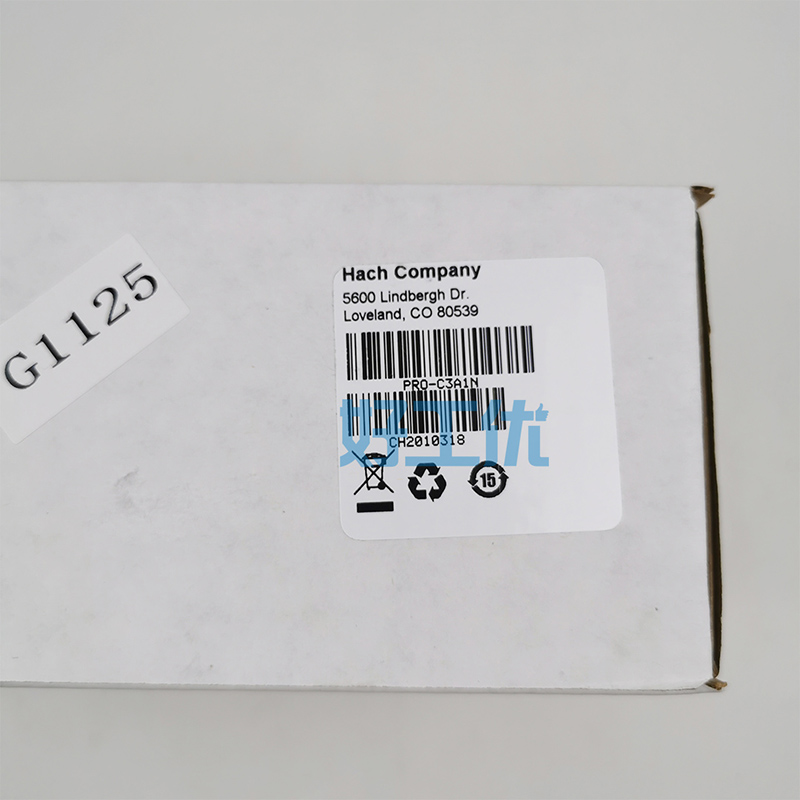 G1125
Hach Company
5600 Lindbergh Dr.
Loveland, CO 80539
PRO-C3A1N
好工优
CH2010318
15